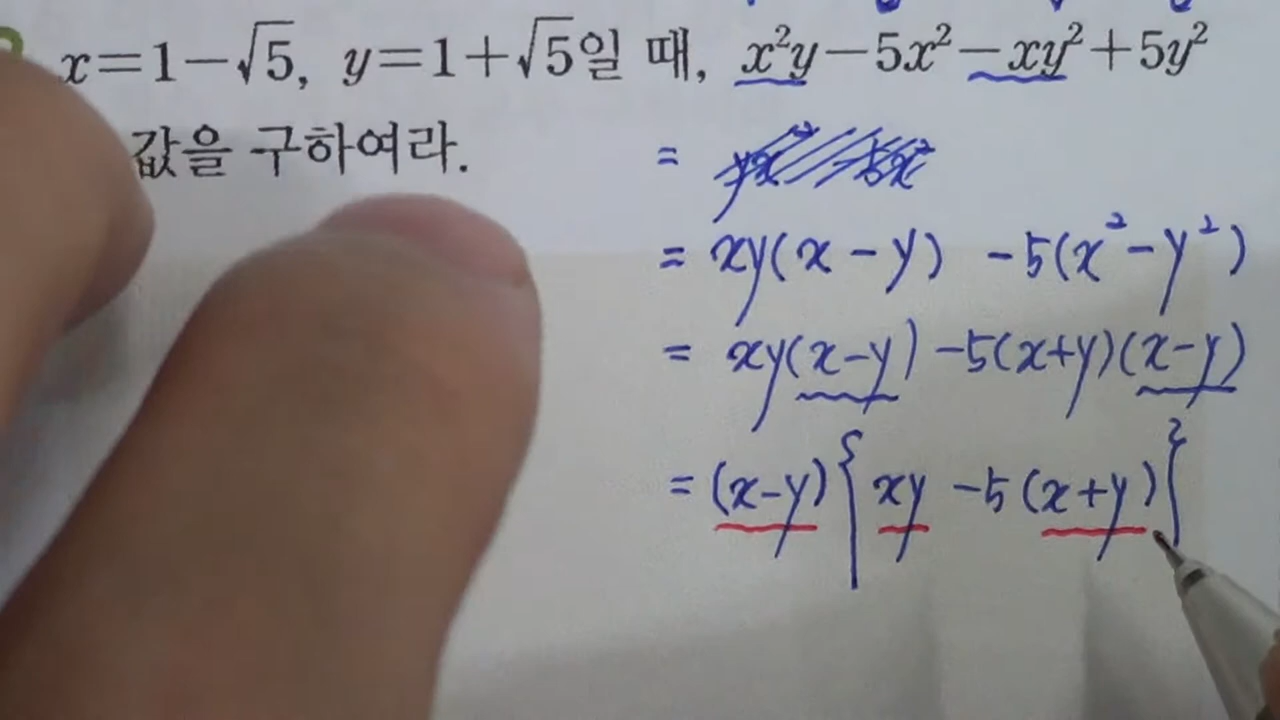 x=1-√5, y=1+√5일 때, x²y-5x²-xy²+5y²
값을 구하여라.
=
= xy(x-y) -5(x²-y²)
= xy(x-y) -5(x+y)(x-y)
= (x-y){xy -5(x+y)}